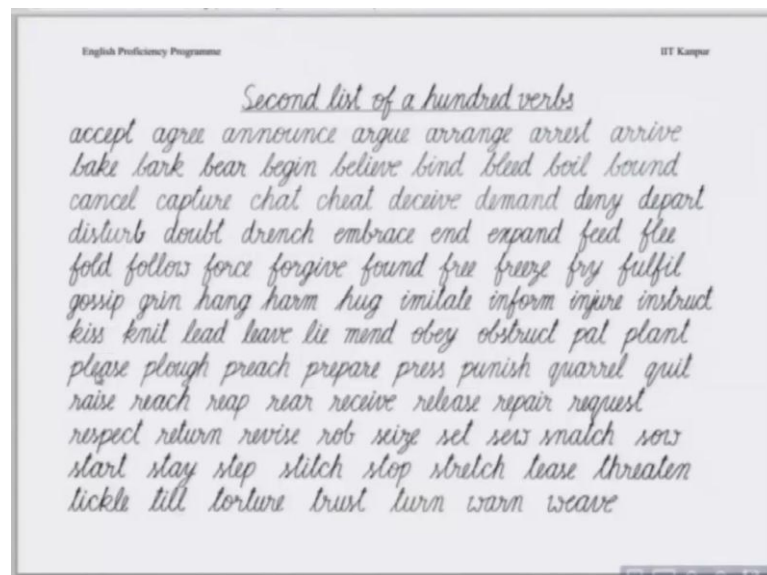 English Proficiency Programme IIT Kanpur
Second list of a hundred verbs
accept agree announce argue arrange arrest arrive
bake bark bear begin believe bind bleed boil bound
cancel capture chat cheat deceive demand deny depart
disturb doubt drench embrace end expand feed flee
fold follow force forgive found free freeze fry fulfil
gossip grin hang harm hug imitate inform injure instruct
kiss knit lead leave lie mend obey obstruct pat plant
please plough preach prepare press punish quarrel quit
raise reach reap rear receive release repair request
respect return revise rob seize set sew snatch sow
start stay step stitch stop stretch tease threaten
tickle till torture trust turn warn weave